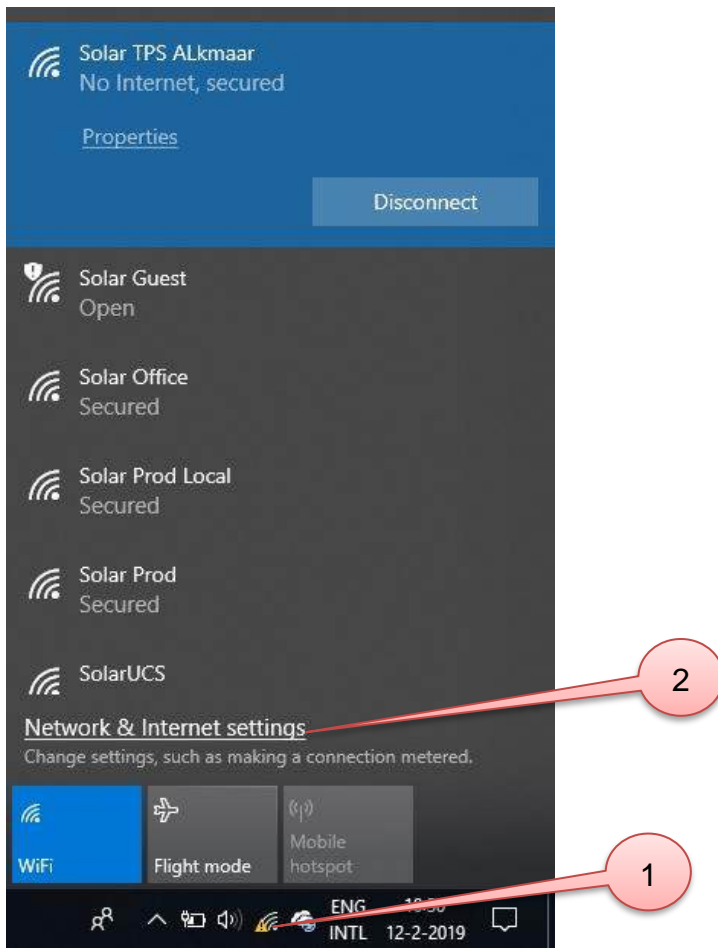 Solar TPS ALkmaar
No Internet, secured
Properties
Disconnect
Solar Guest
Open
Solar Office
Secured
Solar Prod Local
Secured
Solar Prod
Secured
SolarUCS
2
Network & Internet settings
Change settings, such as making a connection metered.
WiFi
Flight mode
Mobile
hotspot
1
ENG
INTL
12-2-2019